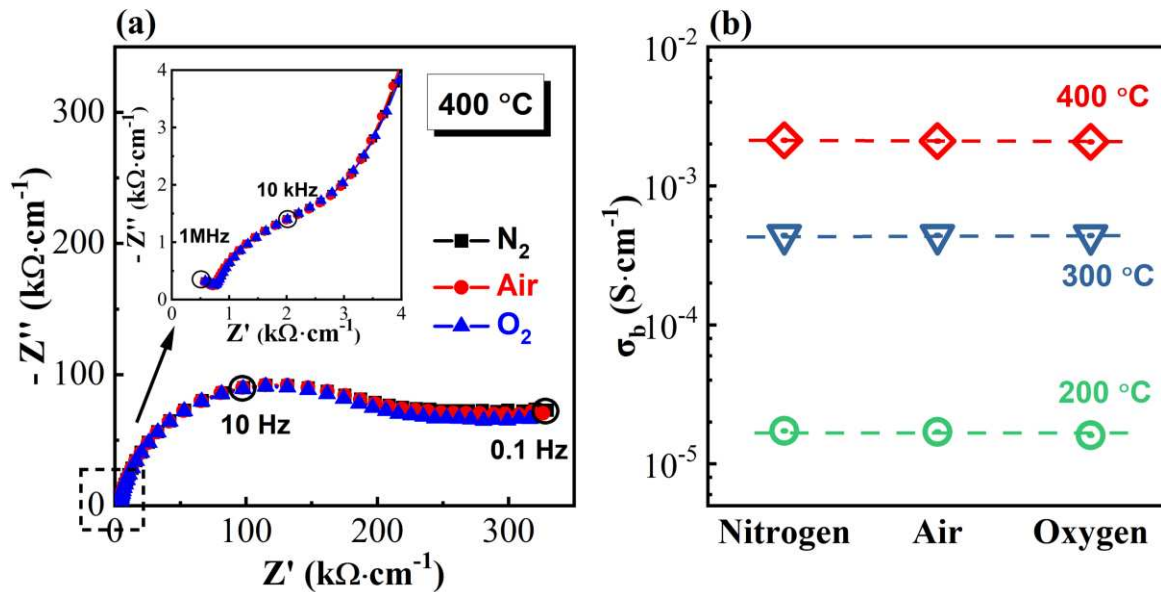 (a)
350
300
250
200
100
0
- Z'' (kΩ·cm⁻¹)
0
100
200
300
Z' (kΩ·cm⁻¹)
4
3
2
1
0
- Z'' (kΩ·cm⁻¹)
0
1
2
3
4
Z' (kΩ·cm⁻¹)
1MHz
10 kHz
400 °C
N₂
Air
O₂
10 Hz
0.1 Hz
(b)
10⁻²
10⁻³
10⁻⁴
10⁻⁵
σb (S·cm⁻¹)
400 °C
300 °C
200 °C
Nitrogen
Air
Oxygen